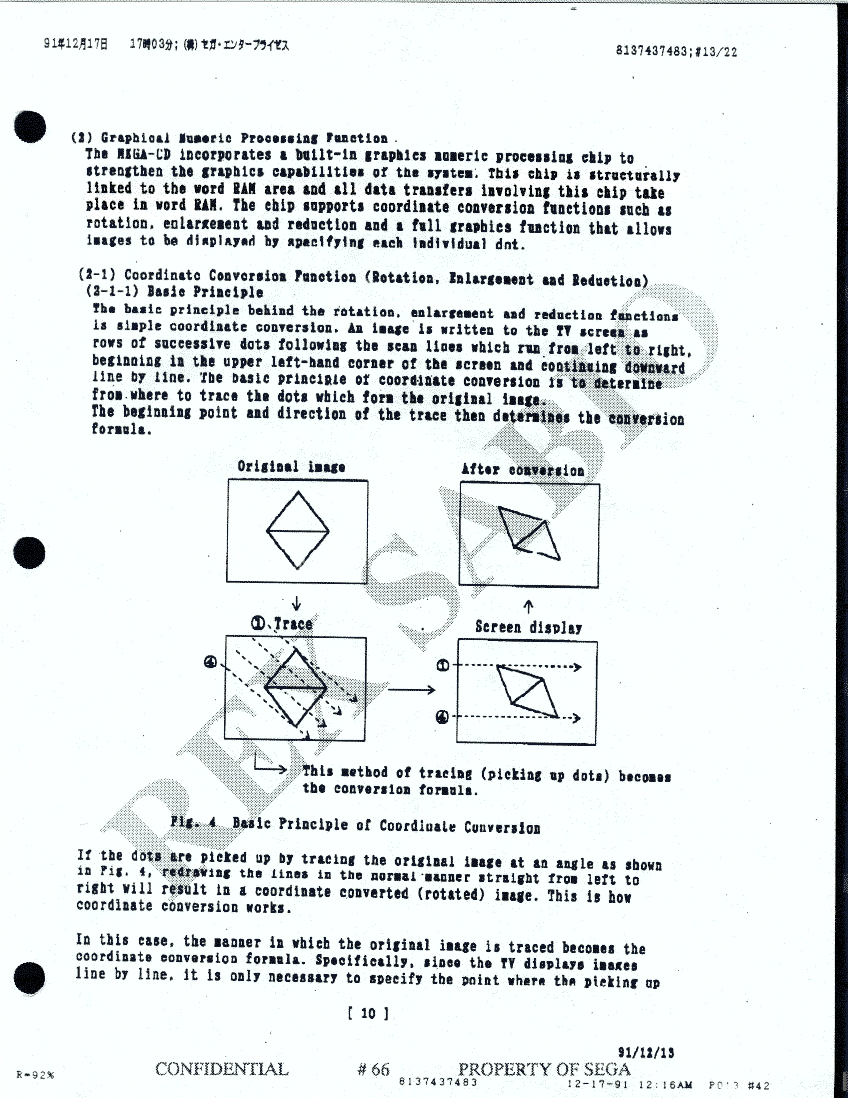 91年12月17日 17時03分; (株)セガ・エンタープライゼス
8137437483;#13/22
(2) Graphical Numeric Processing Function
The MEGA-CD incorporates a built-in graphics numeric processing chip to
strengthen the graphics capabilities of the system. This chip is structurally
linked to the word RAM area and all data transfers involving this chip take
place in word RAM. The chip supports coordinate conversion functions such as
rotation, enlargement and reduction and a full graphics function that allows
images to be displayed by specifying each individual dot.
(2-1) Coordinate Conversion Function (Rotation, Enlargement and Reduction)
(2-1-1) Basic Principle
The basic principle behind the rotation, enlargement and reduction functions
is simple coordinate conversion. An image is written to the TV screen as
rows of successive dots following the scan lines which run from left to right,
beginning in the upper left-hand corner of the screen and continuing downward
line by line. The basic principle of coordinate conversion is to determine
from where to trace the dots which form the original image.
The beginning point and direction of the trace then determines the conversion
formula.
Original image
After conversion
① Trace
Screen display
④
①
④
This method of tracing (picking up dots) becomes
the conversion formula.
Fig. 4 Basic Principle of Coordinate Conversion
If the dots are picked up by tracing the original image at an angle as shown
in Fig. 4, redrawing the lines in the normal manner straight from left to
right will result in a coordinate converted (rotated) image. This is how
coordinate conversion works.
In this case, the manner in which the original image is traced becomes the
coordinate conversion formula. Specifically, since the TV displays images
line by line, it is only necessary to specify the point where the picking up
[ 10 ]
91/12/13
R=92%
CONFIDENTIAL
# 66
PROPERTY OF SEGA
8137437483
12-17-91 12:16AM P013 #42
REX SABIO